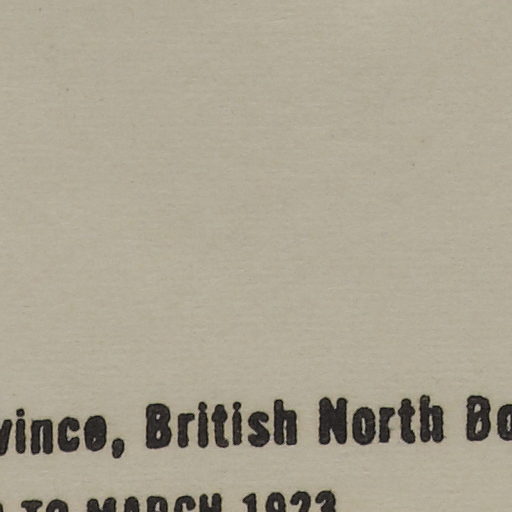 vince, British North Bo
TO MARCH 1923